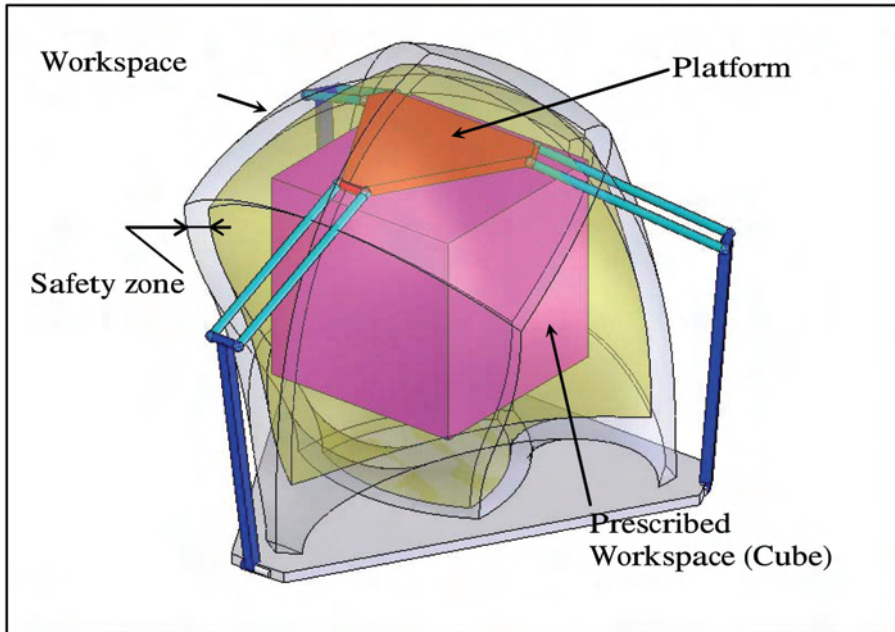 Workspace
Platform
Safety zone
Prescribed
Workspace (Cube)